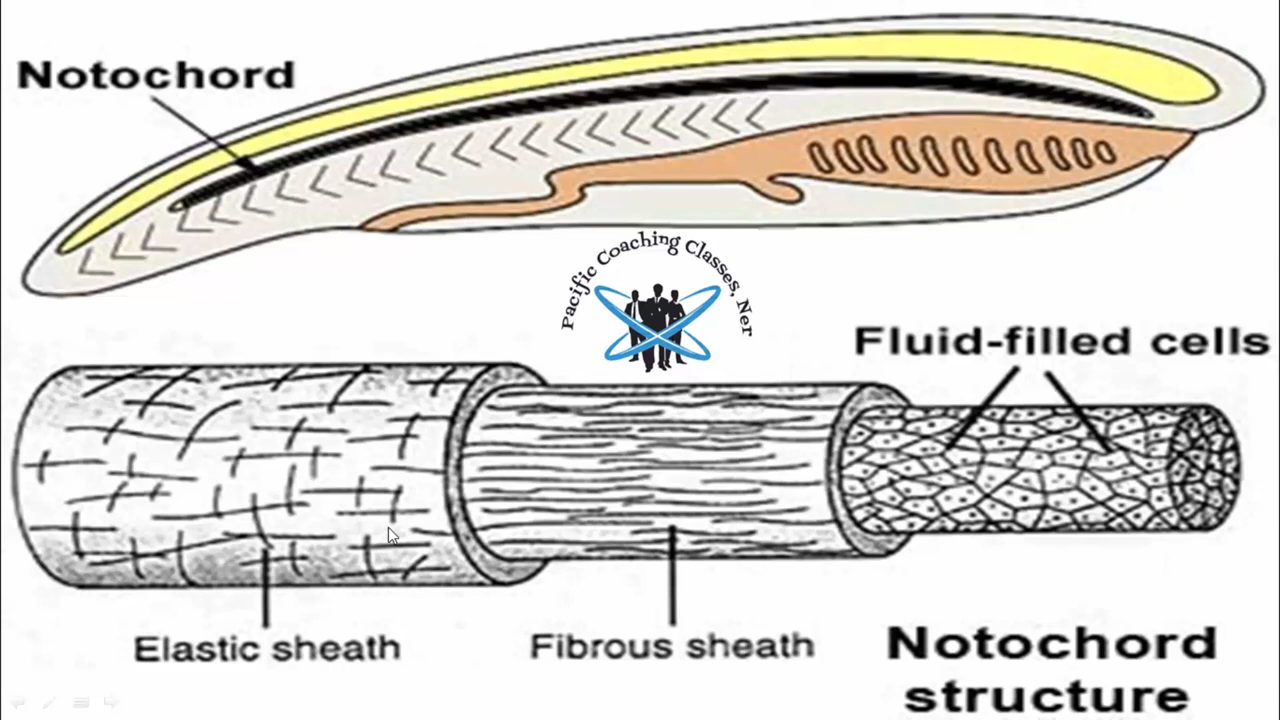 Notochord
Pacific Coaching Classes, Ner
Fluid-filled cells
Elastic sheath
Fibrous sheath
Notochord
structure